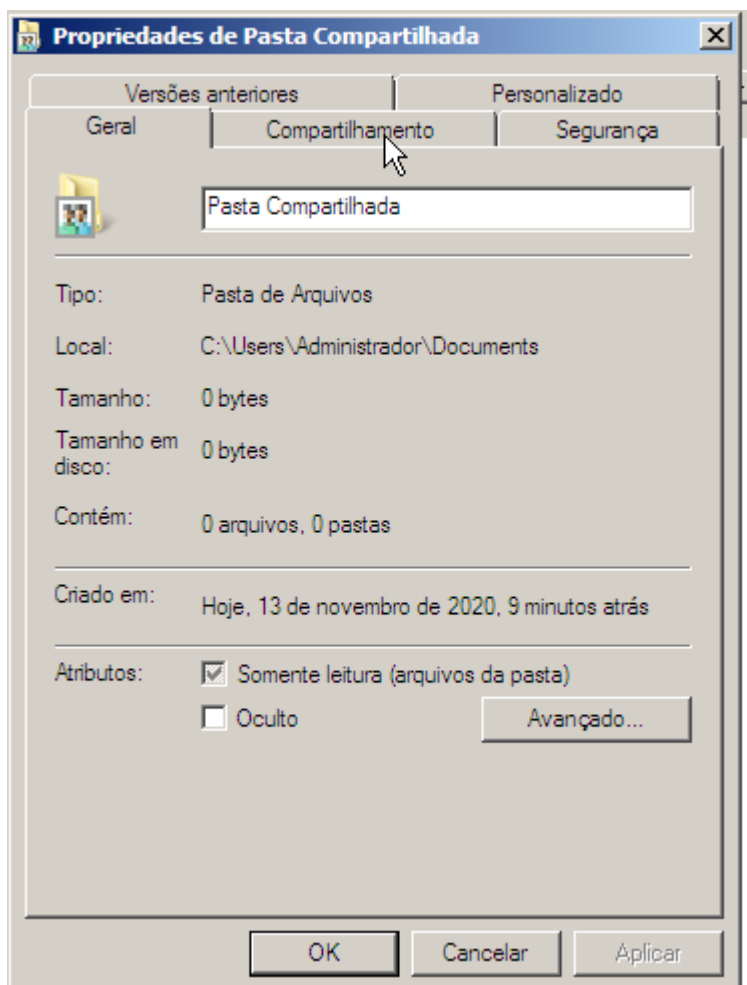 Propriedades de Pasta Compartilhada
Versões anteriores
Personalizado
Geral
Compartilhamento
Segurança
Pasta Compartilhada
Tipo: Pasta de Arquivos
Local: C:\Users\Administrador\Documents
Tamanho: 0 bytes
Tamanho em
disco: 0 bytes
Contém: 0 arquivos, 0 pastas
Criado em: Hoje, 13 de novembro de 2020, 9 minutos atrás
Atributos: Somente leitura (arquivos da pasta)
Oculto
Avançado...
OK
Cancelar
Aplicar